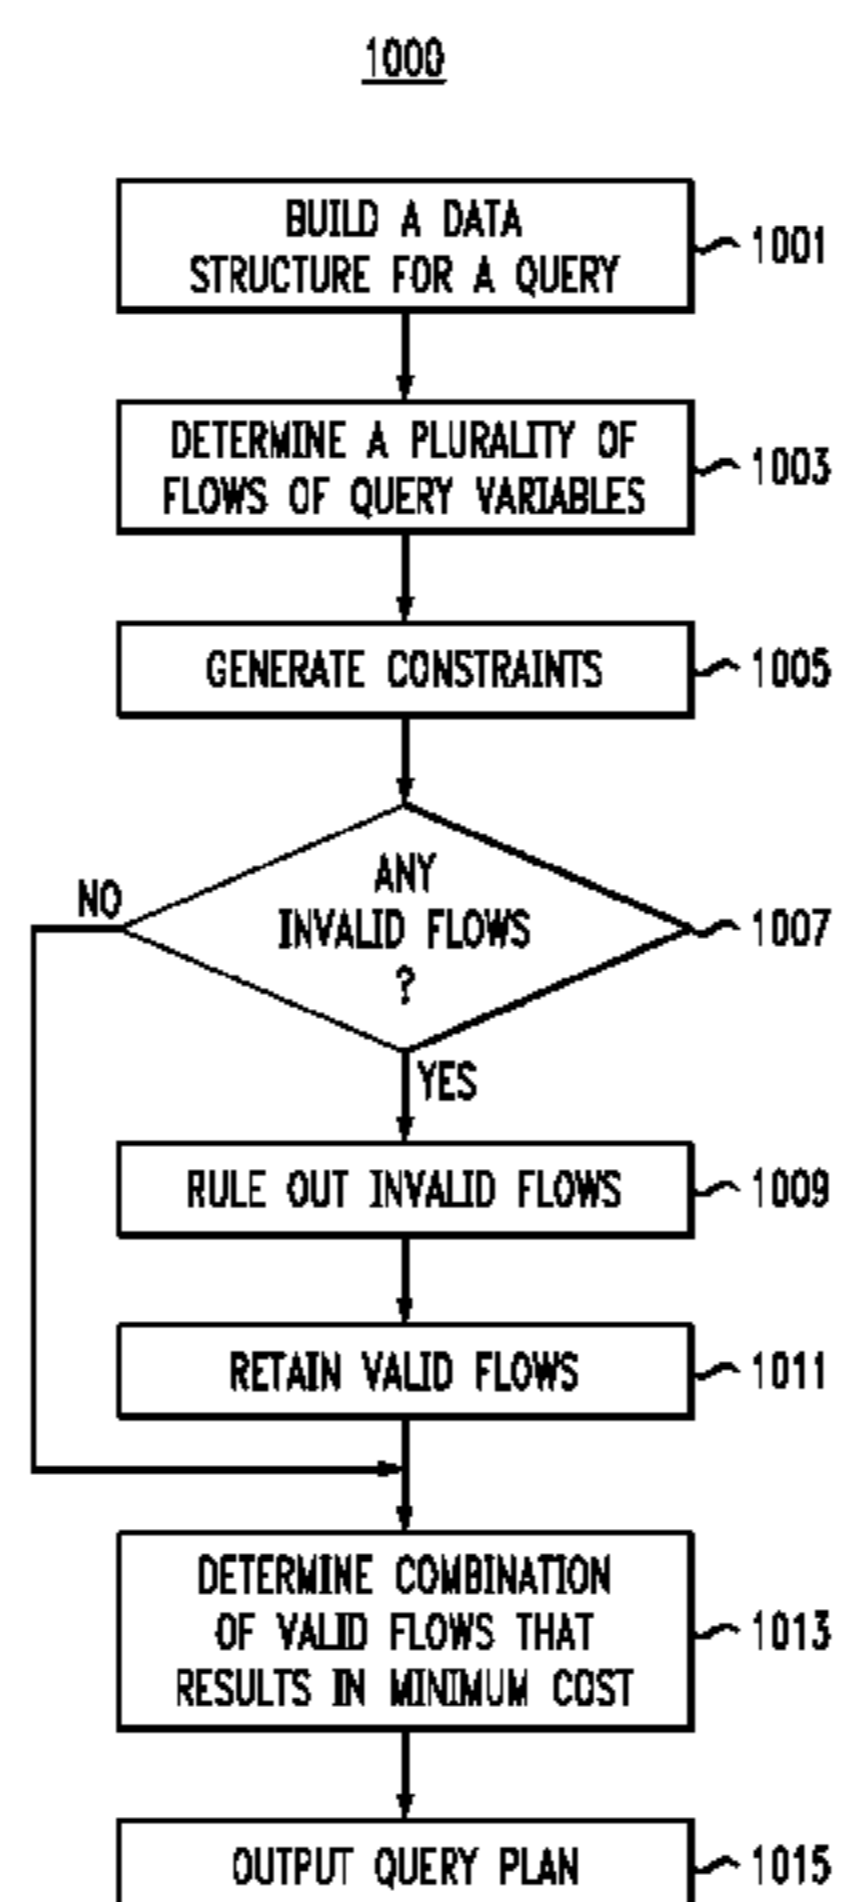 1000
BUILD A DATA
STRUCTURE FOR A QUERY
1001
DETERMINE A PLURALITY OF
FLOWS OF QUERY VARIABLES
1003
GENERATE CONSTRAINTS
1005
ANY
INVALID FLOWS
?
1007
NO
YES
RULE OUT INVALID FLOWS
1009
RETAIN VALID FLOWS
1011
DETERMINE COMBINATION
OF VALID FLOWS THAT
RESULTS IN MINIMUM COST
1013
OUTPUT QUERY PLAN
1015